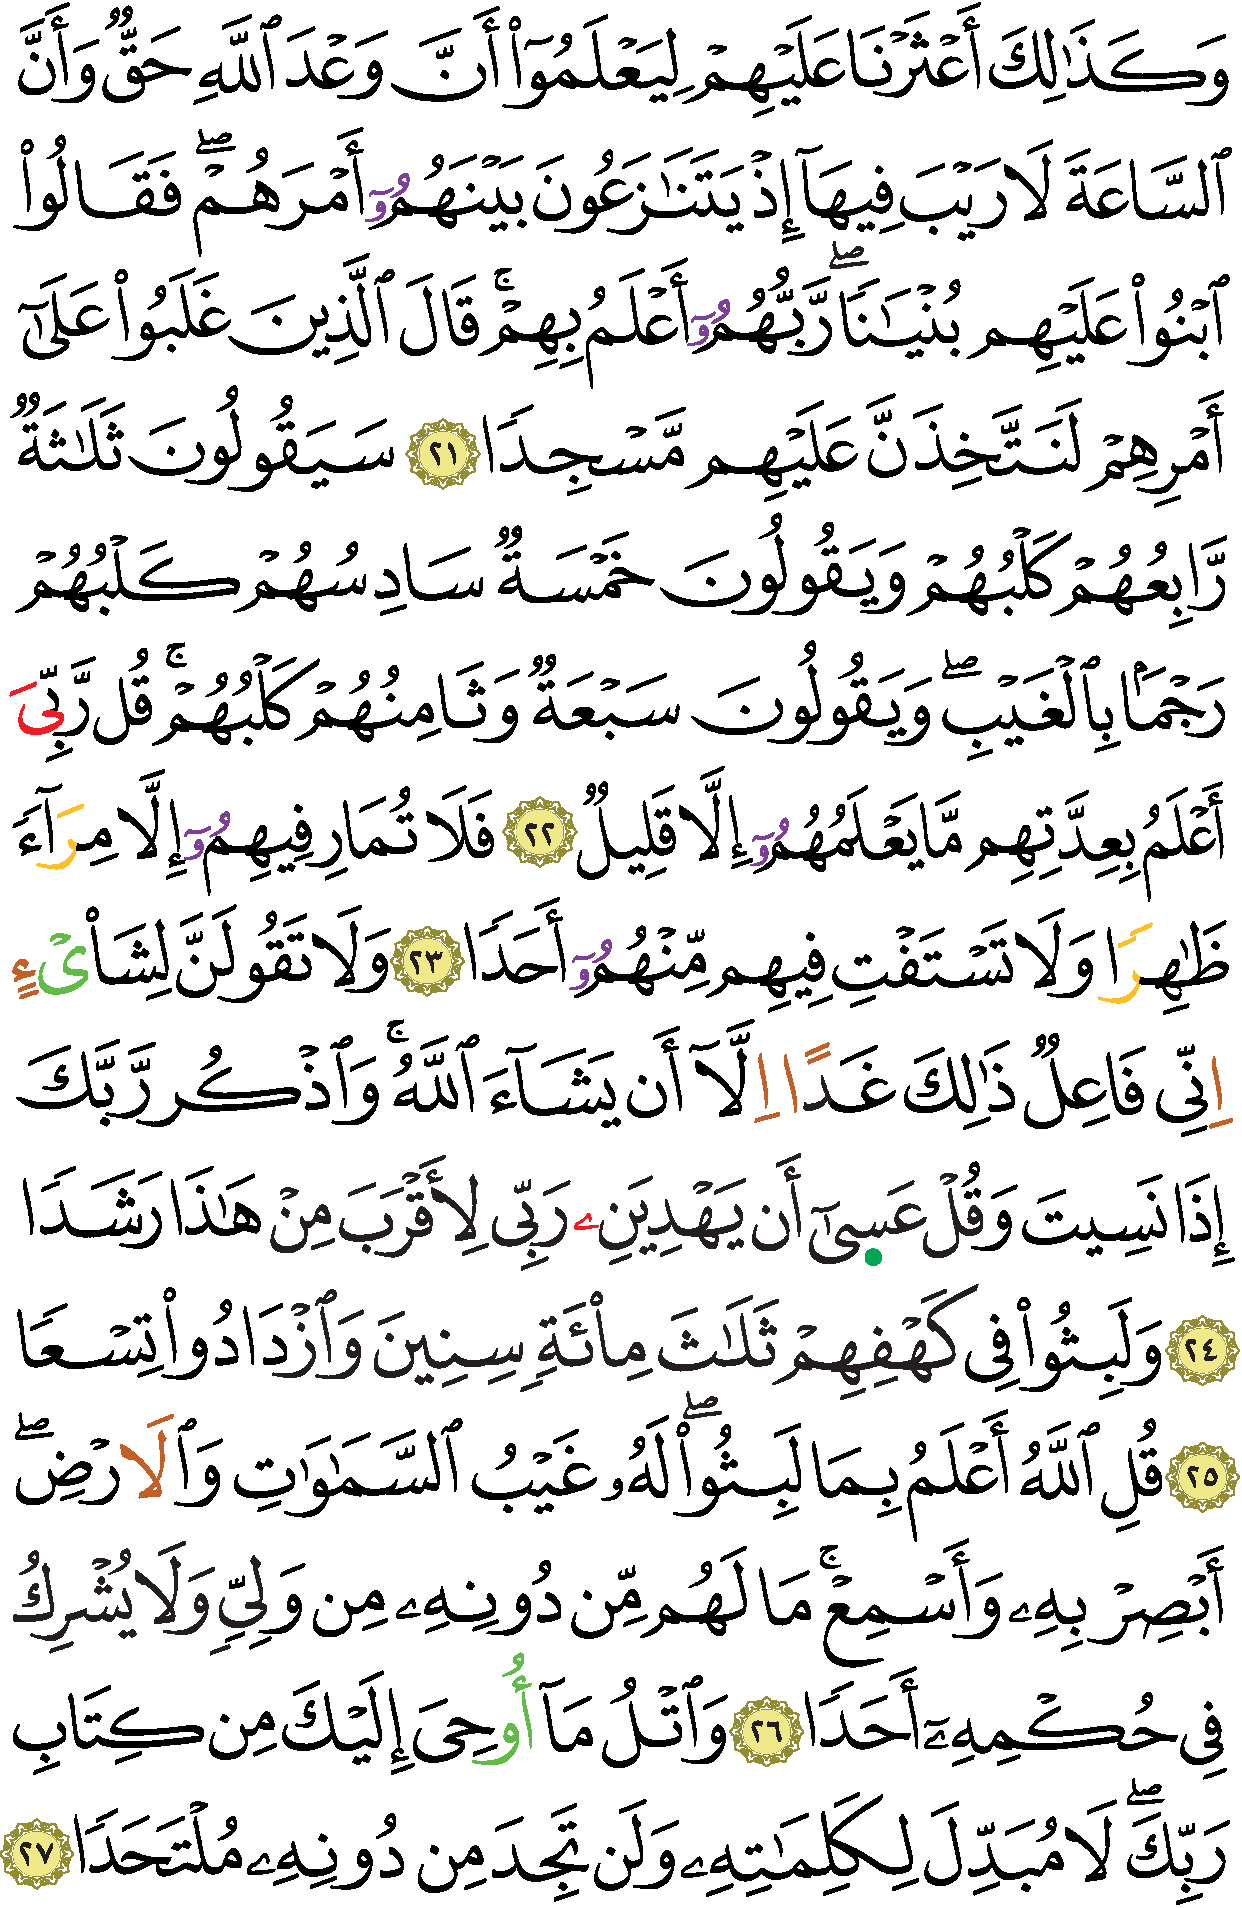 وَكَذَٰلِكَ أَعْثَرْنَا عَلَيْهِمْ لِيَعْلَمُوٓا۟ أَنَّ وَعْدَ ٱللَّهِ حَقٌّ وَأَنَّ
ٱلسَّاعَةَ لَا رَيْبَ فِيهَآ إِذْ يَتَنَٰزَعُونَ بَيْنَهُمُۥٓ أَمْرَهُمْۖ فَقَالُوا۟
ٱبْنُوا۟ عَلَيْهِم بُنْيَٰنًاۖ رَّبُّهُمُۥٓ أَعْلَمُ بِهِمْۚ قَالَ ٱلَّذِينَ غَلَبُوا۟ عَلَىٰٓ
أَمْرِهِمْ لَنَتَّخِذَنَّ عَلَيْهِم مَّسْجِدًا ٢١ سَيَقُولُونَ ثَلَٰثَةٌ
رَّابِعُهُمْ كَلْبُهُمْ وَيَقُولُونَ خَمْسَةٌ سَادِسُهُمْ كَلْبُهُمْ
رَجْمَۢا بِٱلْغَيْبِۖ وَيَقُولُونَ سَبْعَةٌ وَثَامِنُهُمْ كَلْبُهُمْۚ قُل رَّبِّىَ
أَعْلَمُ بِعِدَّتِهِم مَّا يَعْلَمُهُمُۥٓ إِلَّا قَلِيلٌ ٢٢ فَلَا تُمَارِ فِيهِمُۥٓ إِلَّا مِرَآءً
ظَٰهِرًا وَلَا تَسْتَفْتِ فِيهِم مِّنْهُمُۥٓ أَحَدًا ٢٣ وَلَا تَقُولَنَّ لِشَا۟ىْءٍ
اِنِّى فَاعِلٌ ذَٰلِكَ غَدًا اِلَّآ أَن يَشَآءَ ٱللَّهُۚ وَٱذْكُر رَّبَّكَ
إِذَا نَسِيتَ وَقُلْ عَسِىٰٓ أَن يَهْدِيَنِۦ رَبِّى لِأَقْرَبَ مِنْ هَٰذَا رَشَدًا
٢٤ وَلَبِثُوا۟ فِى كَهْفِهِمْ ثَلَٰثَ مِا۟ئَةٍ سِنِينَ وَٱزْدَادُوا۟ تِسْعًا
٢٥ قُلِ ٱللَّهُ أَعْلَمُ بِمَا لَبِثُوا۟ۖ لَهُۥ غَيْبُ ٱلسَّمَٰوَٰتِ وَٱلَارْضِۖ
أَبْصِرْ بِهِۦ وَأَسْمِعْۚ مَا لَهُم مِّن دُونِهِۦ مِن وَلِىٍّ وَلَا يُشْرِكُ
فِى حُكْمِهِۦٓ أَحَدًا ٢٦ وَٱتْلُ مَآ أُوحِىَ إِلَيْكَ مِن كِتَابِ
رَبِّكَۖ لَا مُبَدِّلَ لِكَلِمَٰتِهِۦ وَلَن تَجِدَ مِن دُونِهِۦ مُلْتَحَدًا ٢٧